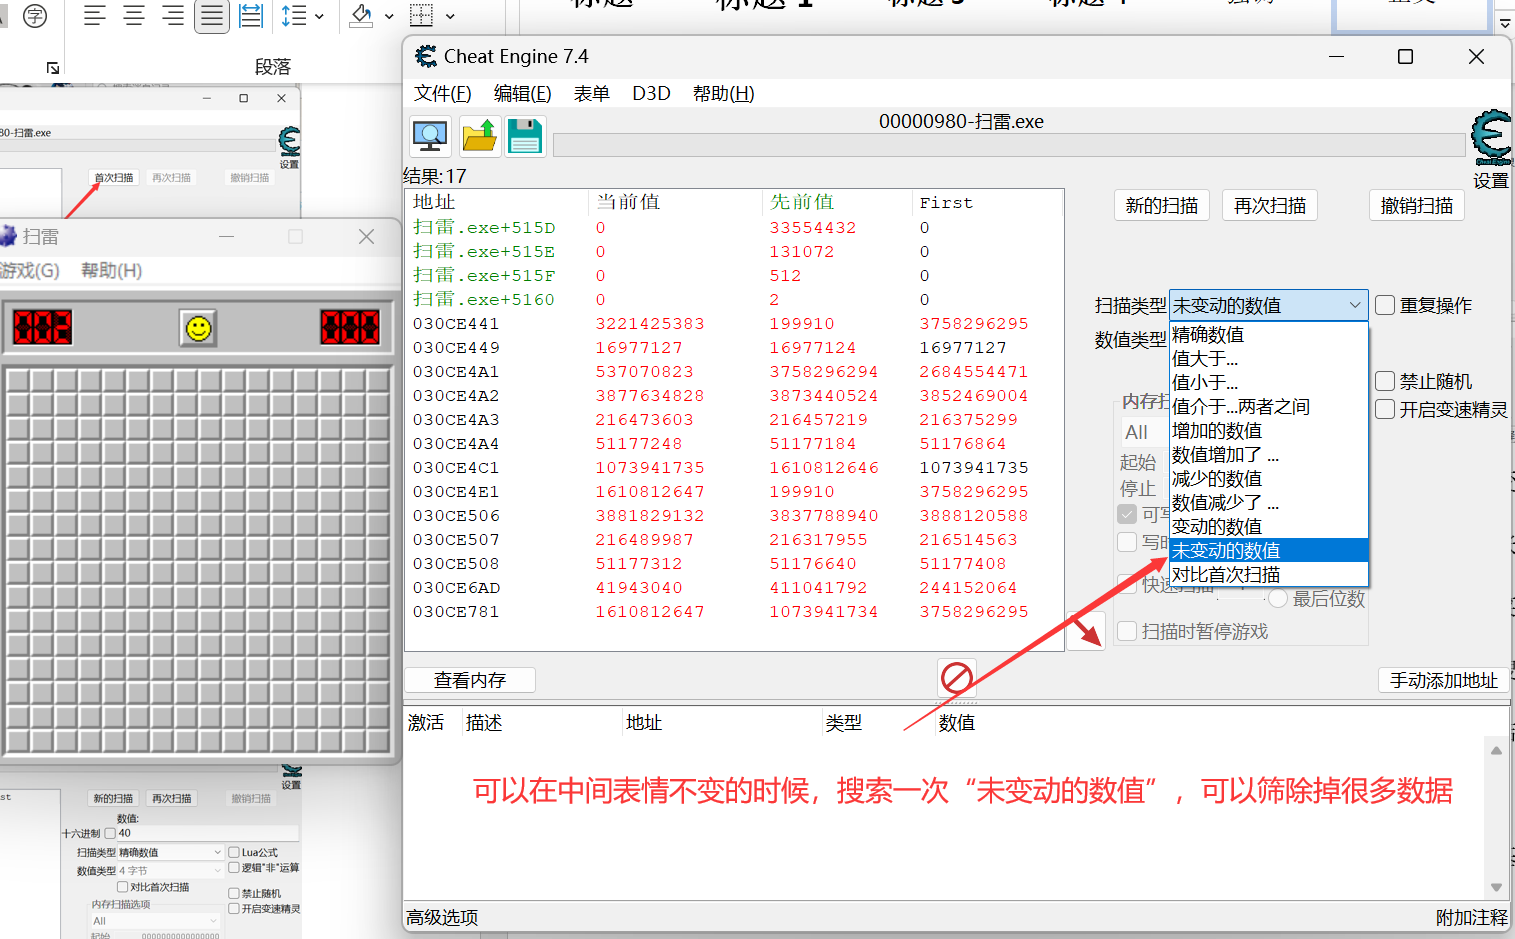 字
标题
标题 1
段落
Cheat Engine 7.4
文件(F) 编辑(E) 表单 D3D 帮助(H)
00000980-扫雷.exe
Cheat Engine
设置
结果:17
地址 当前值 先前值 First
扫雷.exe+515D 0 33554432 0
扫雷.exe+515E 0 131072 0
扫雷.exe+515F 0 512 0
扫雷.exe+5160 0 2 0
030CE441 3221425383 199910 3758296295
030CE449 16977127 16977124 16977127
030CE4A1 537070823 3758296294 2684554471
030CE4A2 3877634828 3873440524 3852469004
030CE4A3 216473603 216457219 216375299
030CE4A4 51177248 51177184 51176864
030CE4C1 1073941735 1610812646 1073941735
030CE4E1 1610812647 199910 3758296295
030CE506 3881829132 3837788940 3888120588
030CE507 216489987 216317955 216514563
030CE508 51177312 51176640 51177408
030CE6AD 41943040 411041792 244152064
030CE781 1610812647 1073941734 3758296295
新的扫描 再次扫描 撤销扫描
扫描类型 未变动的数值 重复操作
数值类型
精确数值
值大于...
值小于...
值介于...两者之间
增加的数值
数值增加了 ...
减少的数值
数值减少了 ...
变动的数值
未变动的数值
对比首次扫描
禁止随机
开启变速精灵
内存扫
All
起始
停止
可写
写时
快速扫描
最后位数
扫描时暂停游戏
查看内存
手动添加地址
激活 描述 地址 类型 数值
可以在中间表情不变的时候，搜索一次“未变动的数值”，可以筛除掉很多数据
高级选项 附加注释
80-扫雷.exe
设置
首次扫描 再次扫描 撤销扫描
扫雷
游戏(G) 帮助(H)
002 000
设置
st
新的扫描 再次扫描 撤销扫描
数值:
十六进制 40
扫描类型 精确数值 Lua公式
数值类型 4 字节 逻辑"非"运算
对比首次扫描
禁止随机
内存扫描选项
开启变速精灵
All
起始 0000000000000000